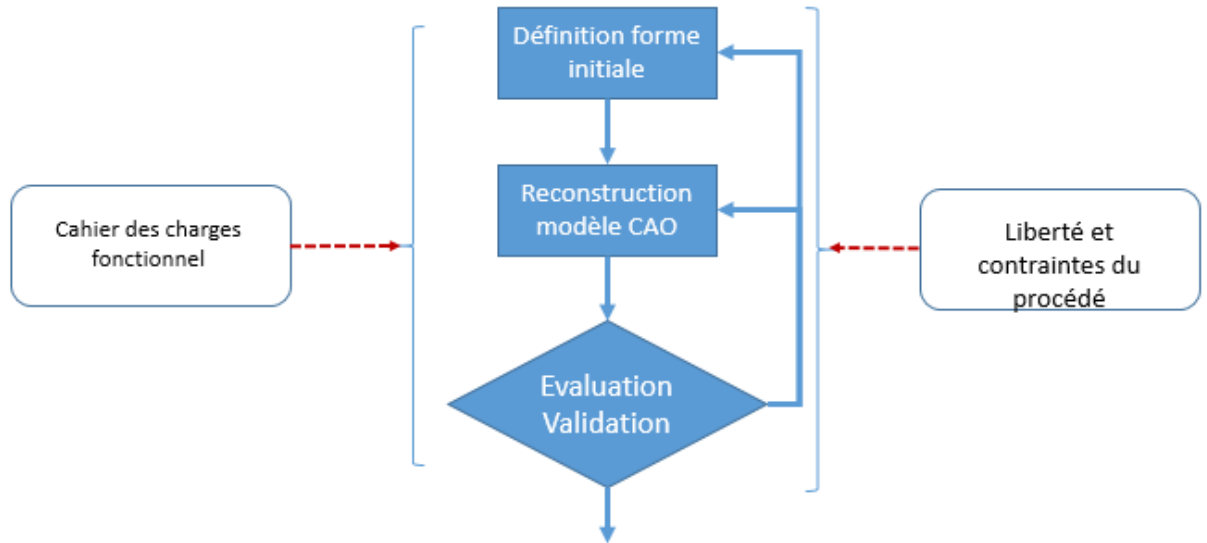 Définition forme
initiale
Reconstruction
modèle CAO
Cahier des charges
fonctionnel
Liberté et
contraintes du
procédé
Evaluation
Validation